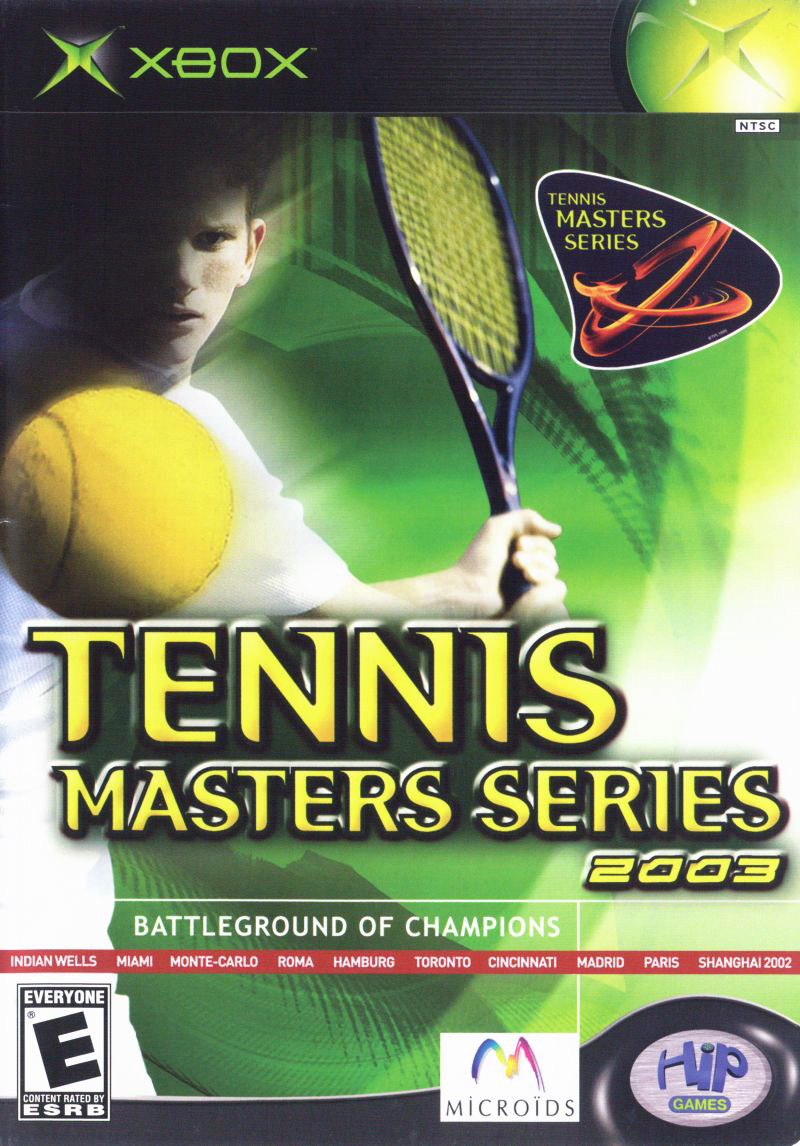 XBOX™
NTSC
TENNIS
MASTERS
SERIES
TENNIS
MASTERS SERIES
2003
BATTLEGROUND OF CHAMPIONS
INDIAN WELLS MIAMI MONTE-CARLO ROMA HAMBURG TORONTO CINCINNATI MADRID PARIS SHANGHAI 2002
EVERYONE
E®
CONTENT RATED BY
ESRB
MiCROÏDS
HiP
GAMES